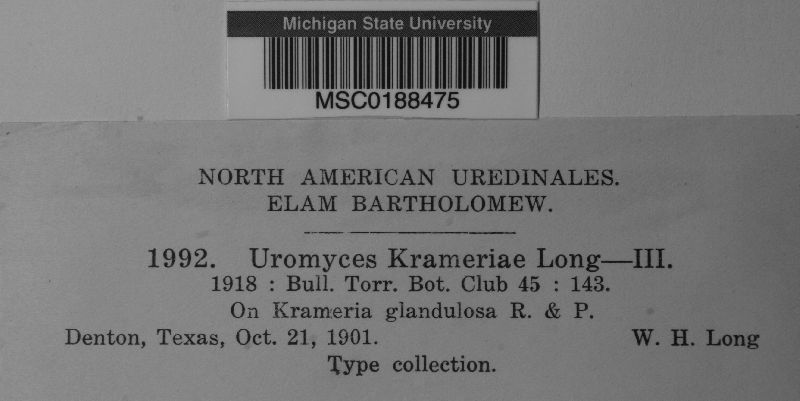 Michigan State University
MSC0188475
NORTH AMERICAN UREDINALES.
ELAM BARTHOLOMEW.
1992. Uromyces Krameriae Long—III.
1918 : Bull. Torr. Bot. Club 45 : 143.
On Krameria glandulosa R. & P.
Denton, Texas, Oct. 21, 1901. W. H. Long
Type collection.